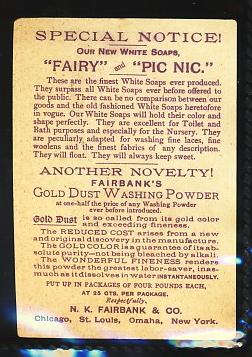 SPECIAL NOTICE!
OUR NEW WHITE SOAPS,
"FAIRY" and "PIC NIC."
These are the finest White Soaps ever produced.
They surpass all White Soaps ever before offered to
the public. There can be no comparison between our
goods and the old fashioned White Soaps heretofore
in vogue. Our White Soaps will hold their color and
shape perfectly. They are excellent for Toilet and
Bath purposes and especially for the Nursery. They
are peculiarly adapted for washing fine laces, fine
woolens and the finest fabrics of any description.
They will float. They will always keep sweet.
ANOTHER NOVELTY!
FAIRBANK'S
GOLD DUST WASHING POWDER
at one-half the price of any Washing Powder
ever before introduced.
Gold Dust is so called from its gold color
and exceeding fineness.
The REDUCED COST arises from a new
and original discovery in the manufacture.
The GOLD COLOR is a guarantee of its ab-
solute purity—not being bleached by alkali.
The WONDERFUL FINENESS renders
this powder the greatest labor-saver, inas-
much as it dissolves in water INSTANTANEOUSLY.
PUT UP IN PACKAGES OF FOUR POUNDS EACH,
AT 25 CTS. PER PACKAGE.
Respectfully,
N. K. FAIRBANK & CO.
Chicago, St. Louis, Omaha, New York.